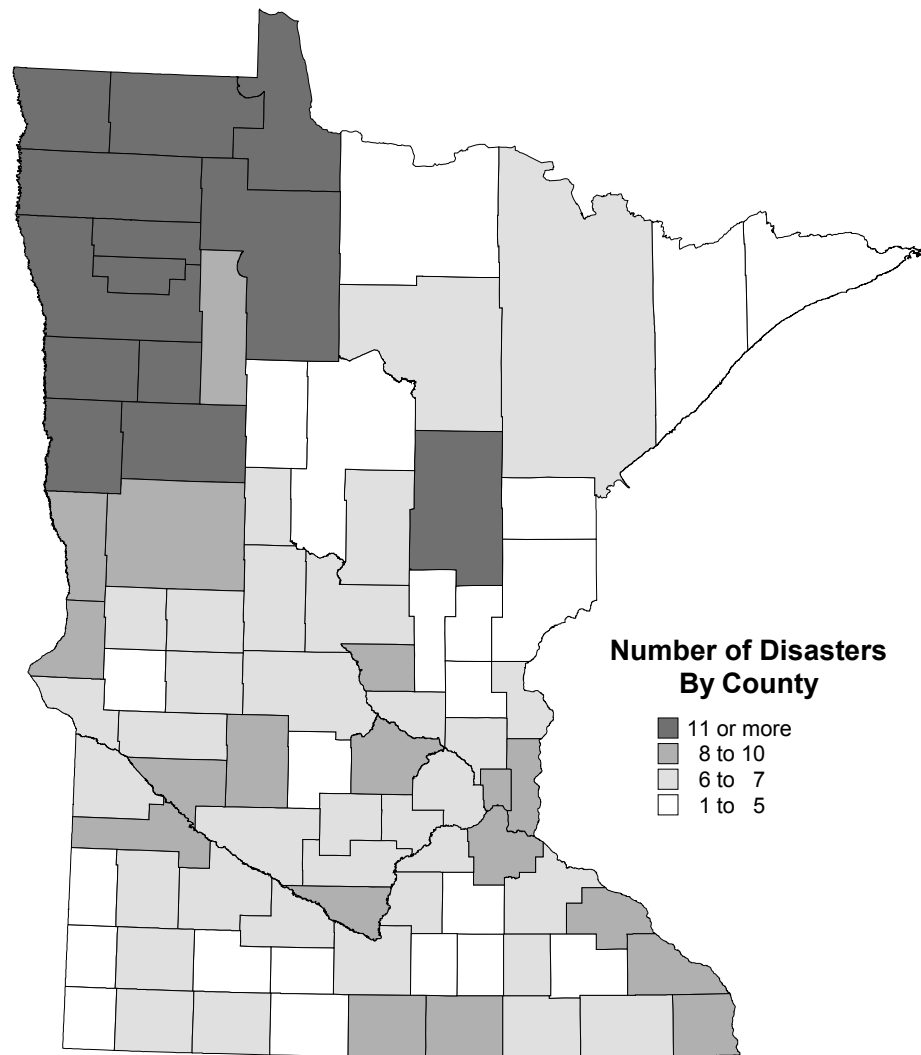 Number of Disasters
By County
11 or more
8 to 10
6 to 7
1 to 5